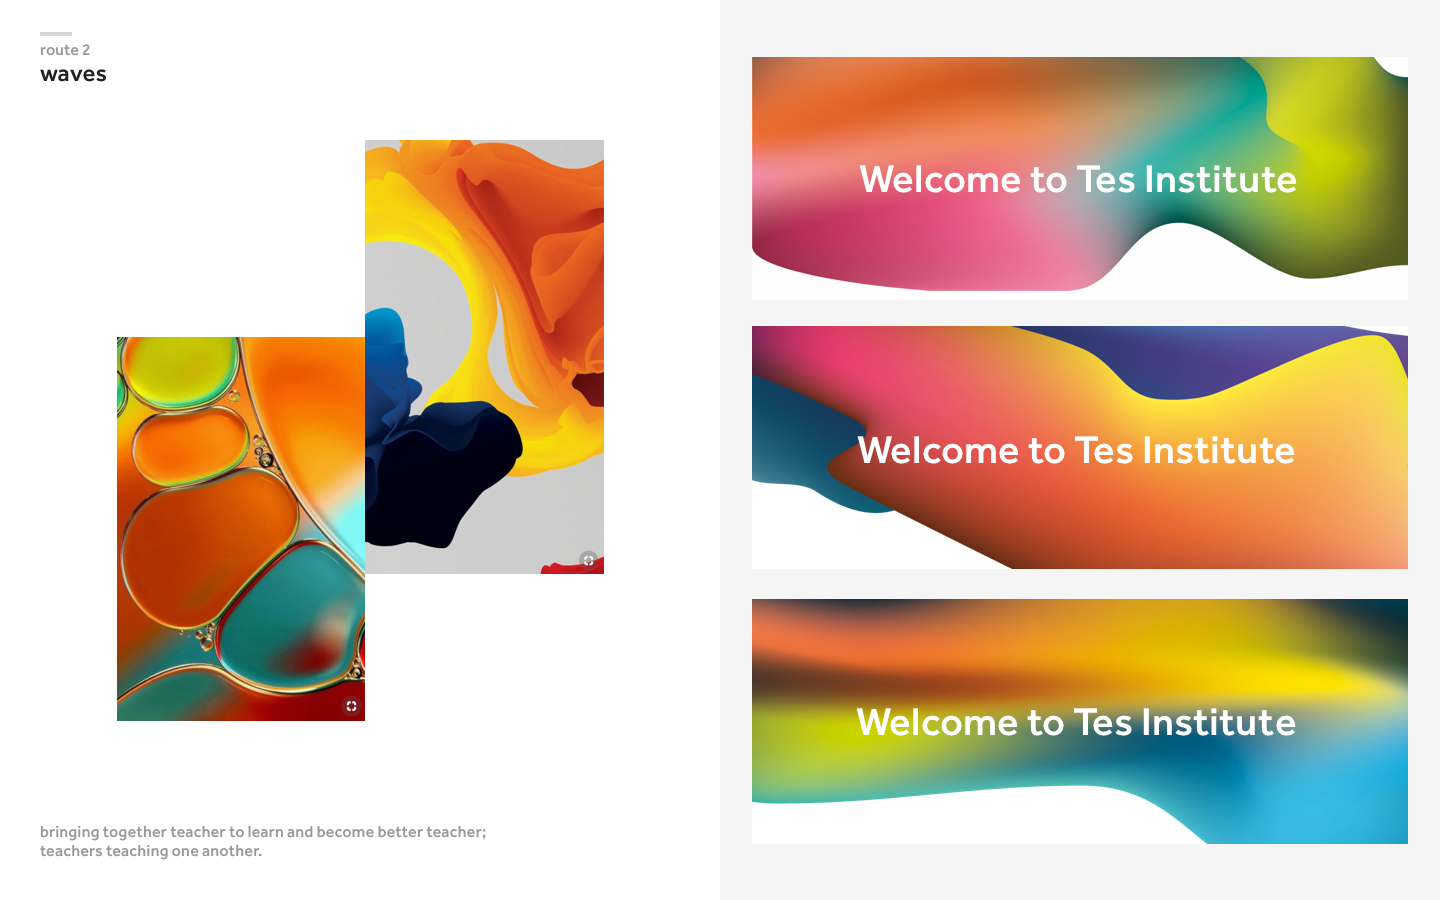 route 2
waves
bringing together teacher to learn and become better teacher;
teachers teaching one another.
Welcome to Tes Institute
Welcome to Tes Institute
Welcome to Tes Institute